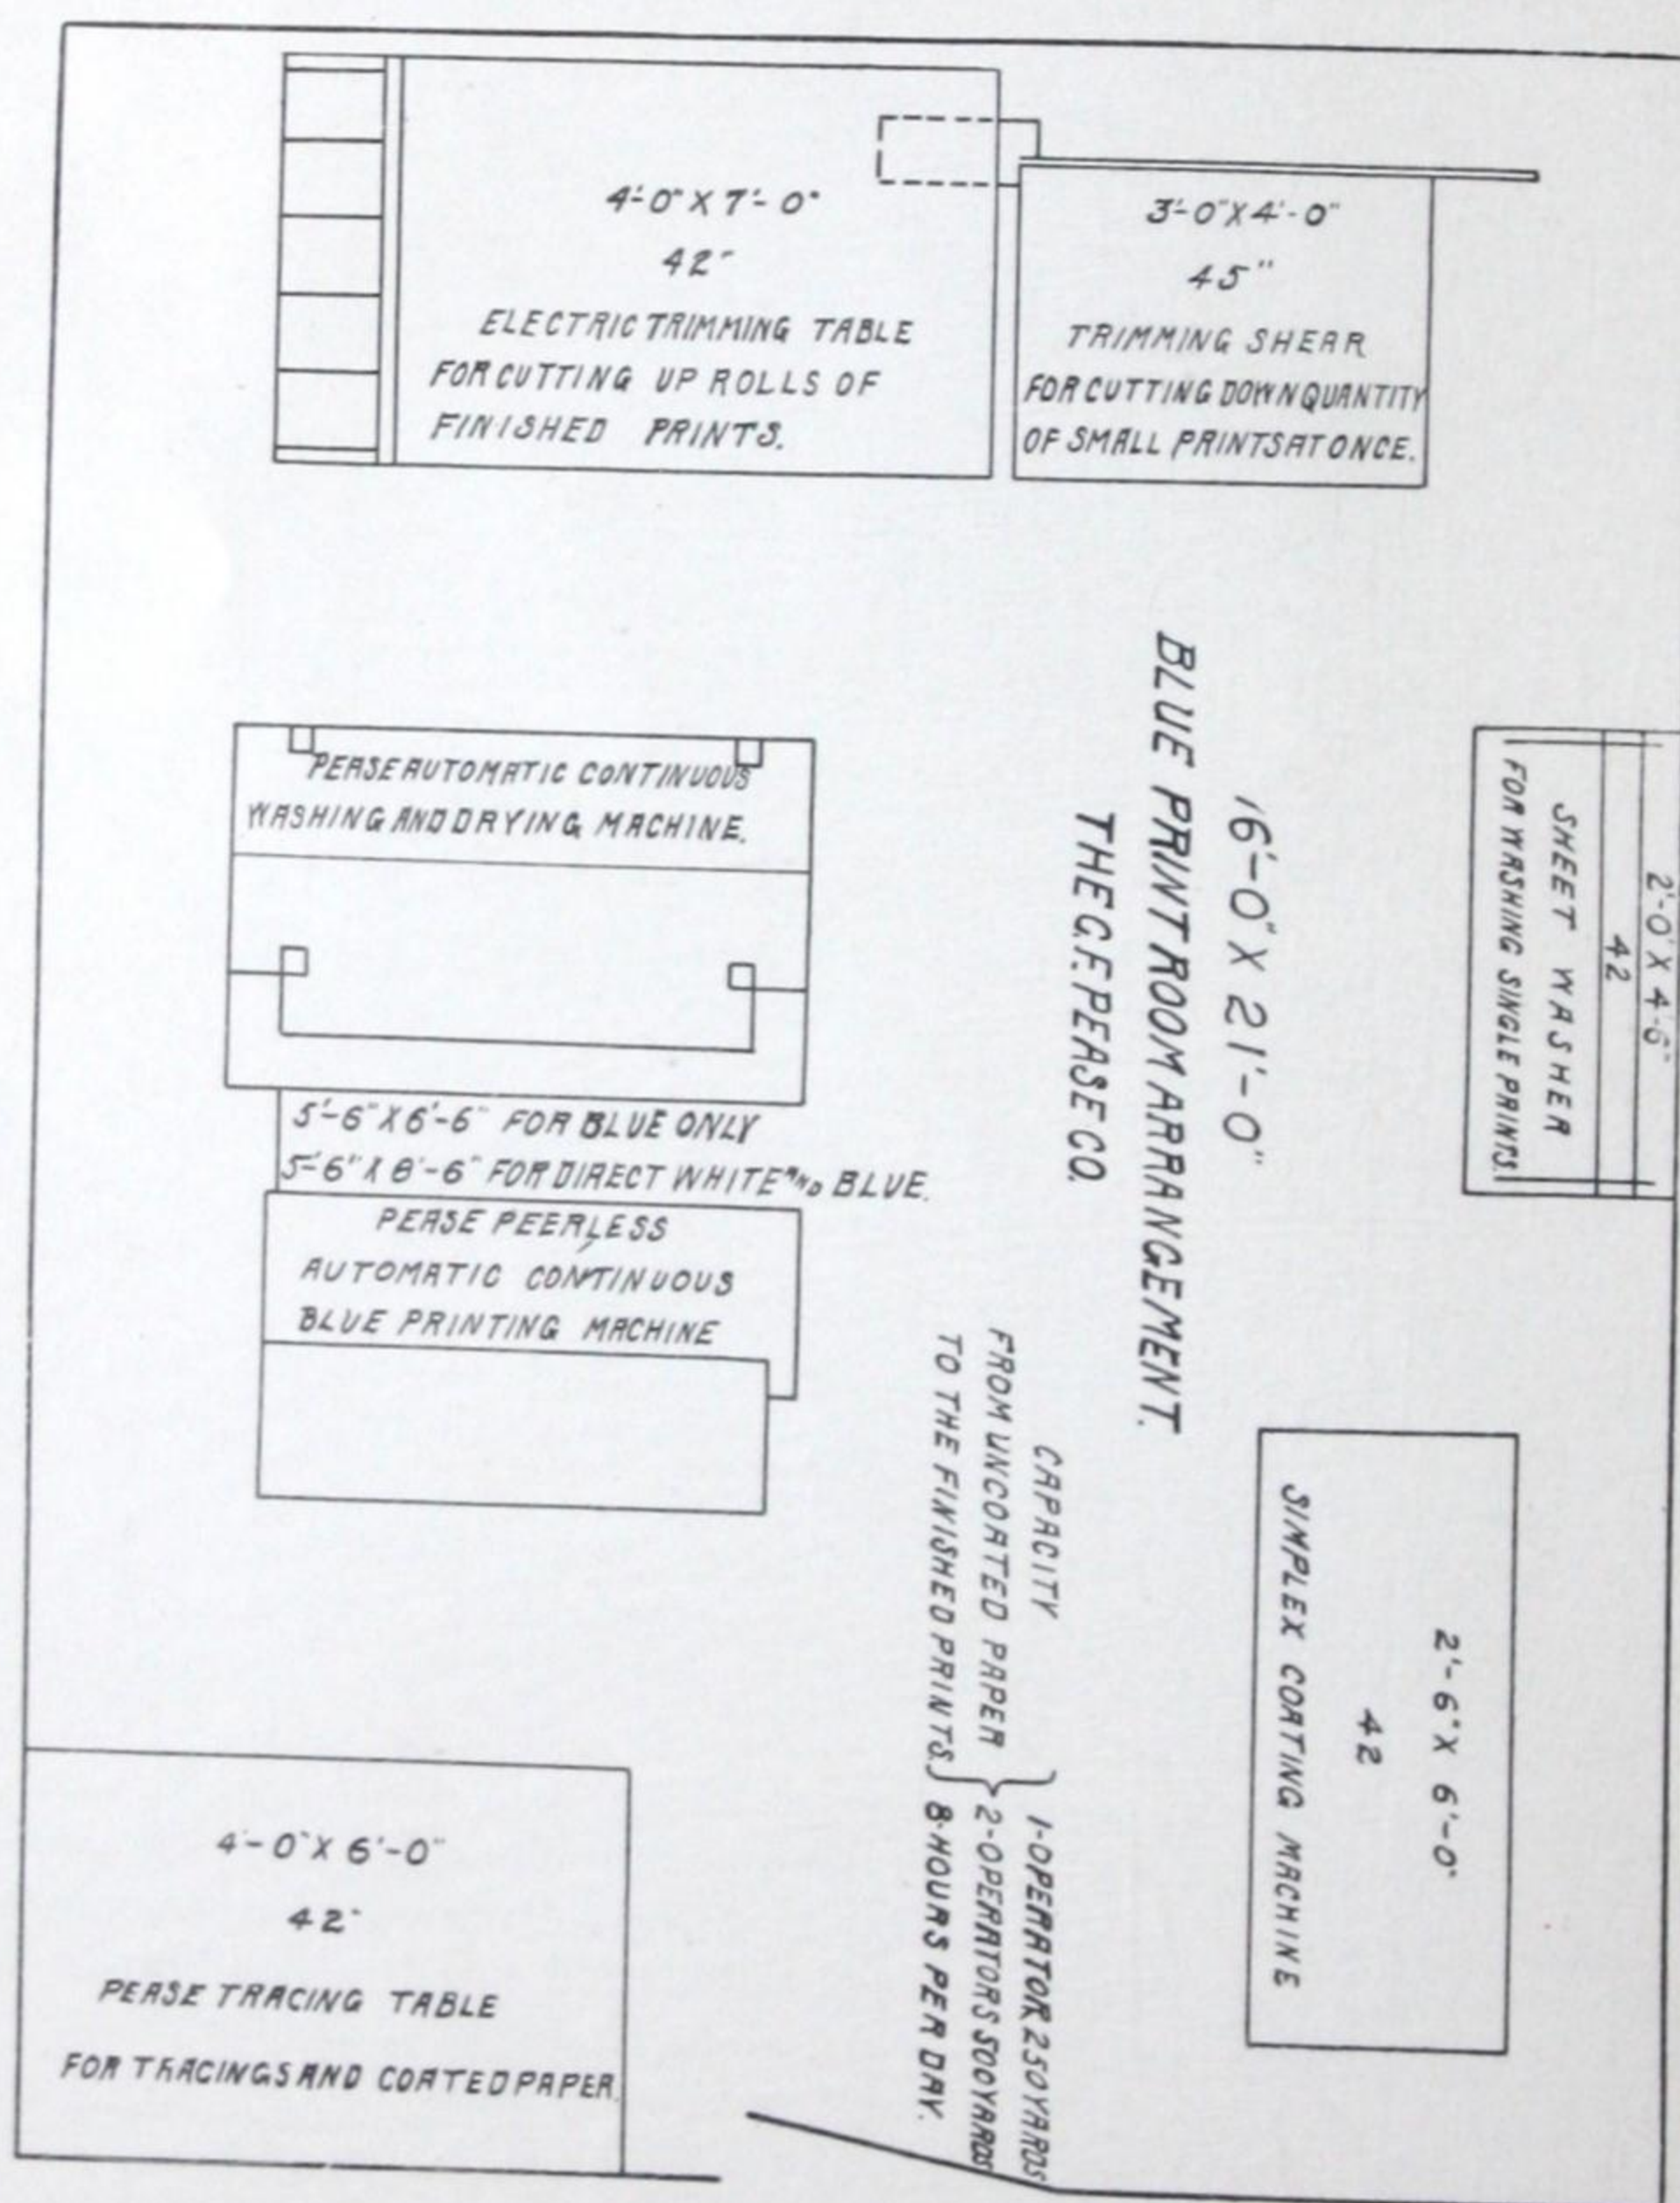 4'-0" X 7'-0"
42"
ELECTRIC TRIMMING TABLE
FOR CUTTING UP ROLLS OF
FINISHED PRINTS.
3'-0" X 4'-0"
45"
TRIMMING SHEAR
FOR CUTTING DOWN QUANTITY
OF SMALL PRINTS AT ONCE.
PEASE AUTOMATIC CONTINUOUS
WASHING AND DRYING MACHINE.
5'-6" X 6'-6" FOR BLUE ONLY
5'-6" X 8'-6" FOR DIRECT WHITE AND BLUE.
PEASE PEERLESS
AUTOMATIC CONTINUOUS
BLUE PRINTING MACHINE
16'-0" X 21'-0"
BLUE PRINT ROOM ARRANGEMENT.
THE C.F. PEASE CO.
2'-0" X 4'-6"
42
SHEET WASHER
FOR WASHING SINGLE PRINTS.
CAPACITY
FROM UNCOATED PAPER
TO THE FINISHED PRINTS.
1-OPERATOR 250 YARDS
2-OPERATORS 500 YARDS
8-HOURS PER DAY.
2'-6" X 6'-0"
42
SIMPLEX COATING MACHINE
4'-0" X 6'-0"
42"
PEASE TRACING TABLE
FOR TRACINGS AND COATED PAPER.